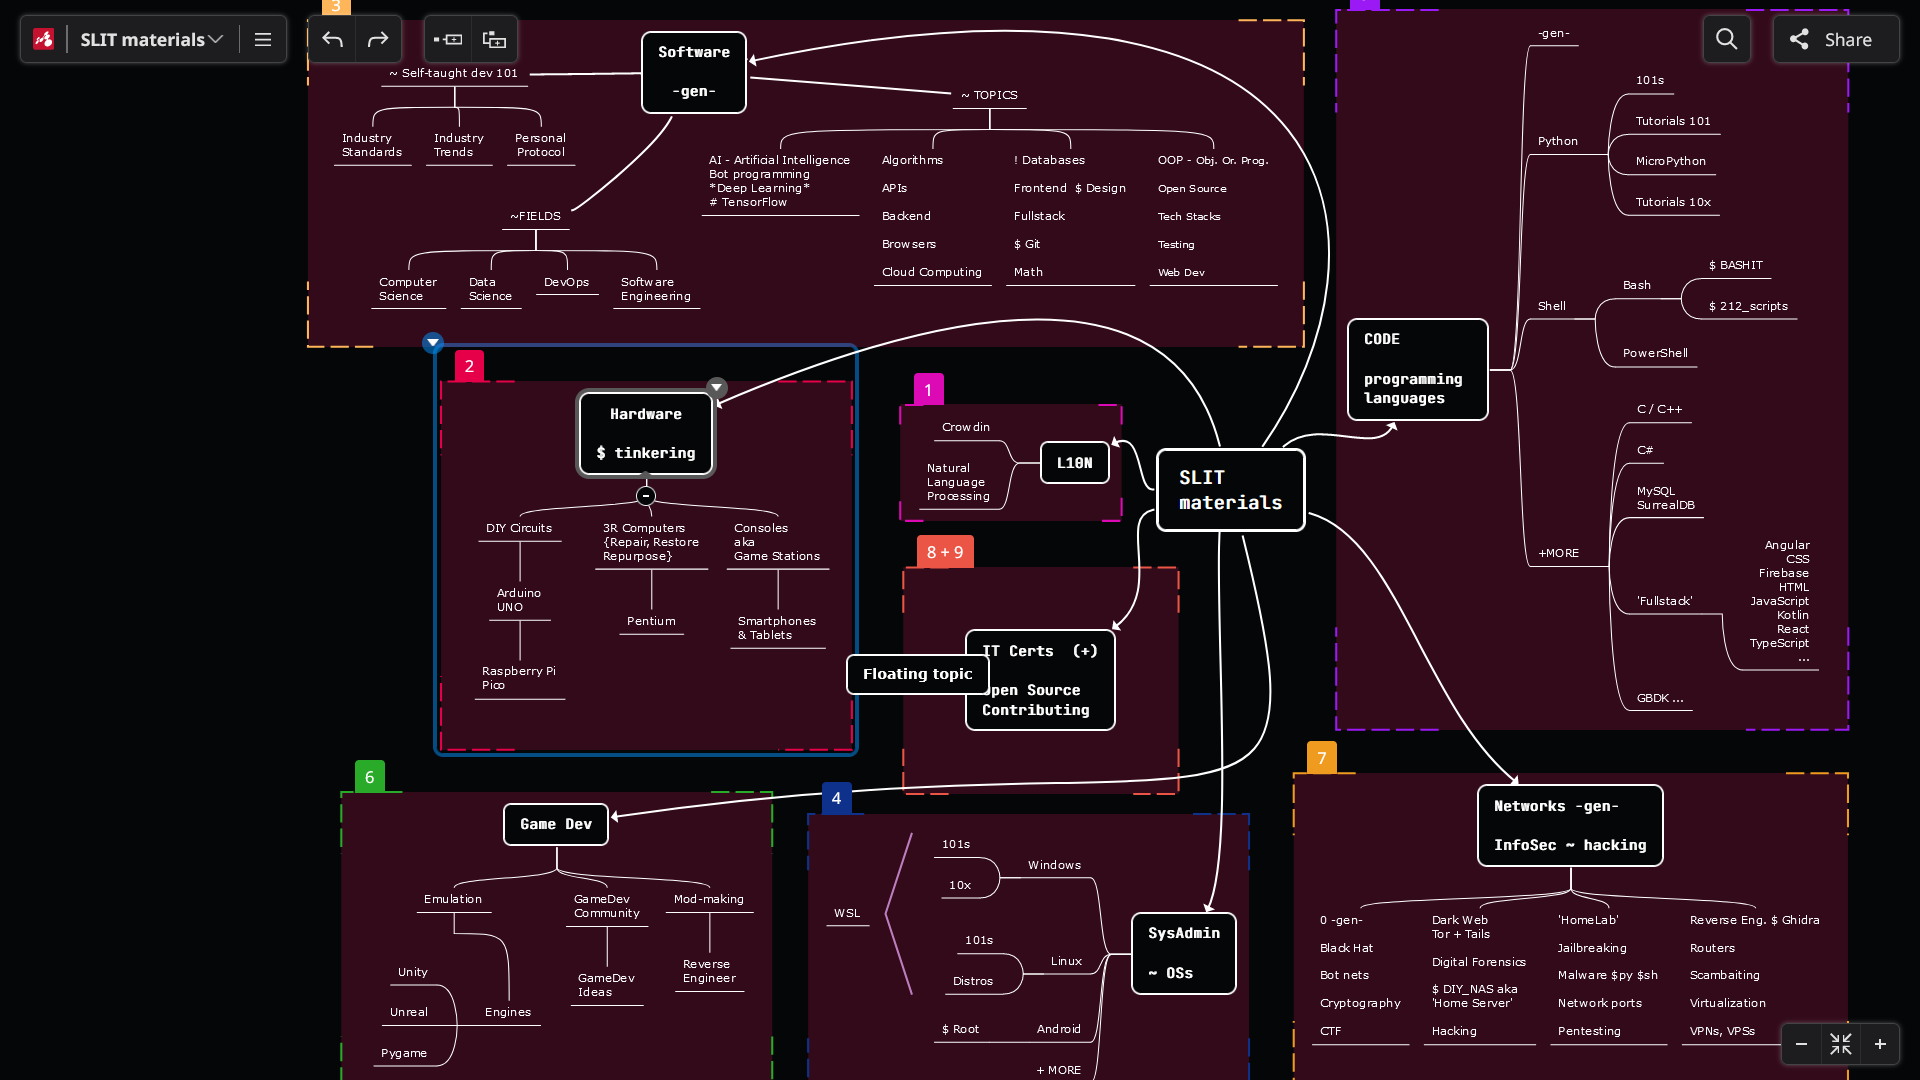 SLIT materials
Share
3
Software
-gen-
~ Self-taught dev 101
Industry
Standards
Industry
Trends
Personal
Protocol
~FIELDS
Computer
Science
Data
Science
DevOps
Software
Engineering
~ TOPICS
AI - Artificial Intelligence
Bot programming
*Deep Learning*
# TensorFlow
Algorithms
APIs
Backend
Browsers
Cloud Computing
! Databases
Frontend $ Design
Fullstack
$ Git
Math
OOP - Obj. Or. Prog.
Open Source
Tech Stacks
Testing
Web Dev
-gen-
Python
101s
Tutorials 101
MicroPython
Tutorials 10x
Shell
Bash
$ BASHIT
$ 212_scripts
PowerShell
CODE
programming
languages
+MORE
C / C++
C#
MySQL
SurrealDB
'Fullstack'
Angular
CSS
Firebase
HTML
JavaScript
Kotlin
React
TypeScript
...
GBDK ...
2
Hardware
$ tinkering
-
DIY Circuits
Arduino
UNO
Raspberry Pi
Pico
3R Computers
{Repair, Restore
Repurpose}
Pentium
Consoles
aka
Game Stations
Smartphones
& Tablets
1
Crowdin
Natural
Language
Processing
L10N
SLIT
materials
8 + 9
IT Certs (+)
Open Source
Contributing
Floating topic
6
Game Dev
Emulation
Unity
Unreal
Pygame
Engines
GameDev
Community
GameDev
Ideas
Mod-making
Reverse
Engineer
4
WSL
101s
10x
Windows
101s
Distros
Linux
$ Root
Android
+ MORE
SysAdmin
~ OSs
7
Networks -gen-
InfoSec ~ hacking
0 -gen-
Black Hat
Bot nets
Cryptography
CTF
Dark Web
Tor + Tails
Digital Forensics
$ DIY_NAS aka
'Home Server'
Hacking
'HomeLab'
Jailbreaking
Malware $py $sh
Network ports
Pentesting
Reverse Eng. $ Ghidra
Routers
Scambaiting
Virtualization
VPNs, VPSs